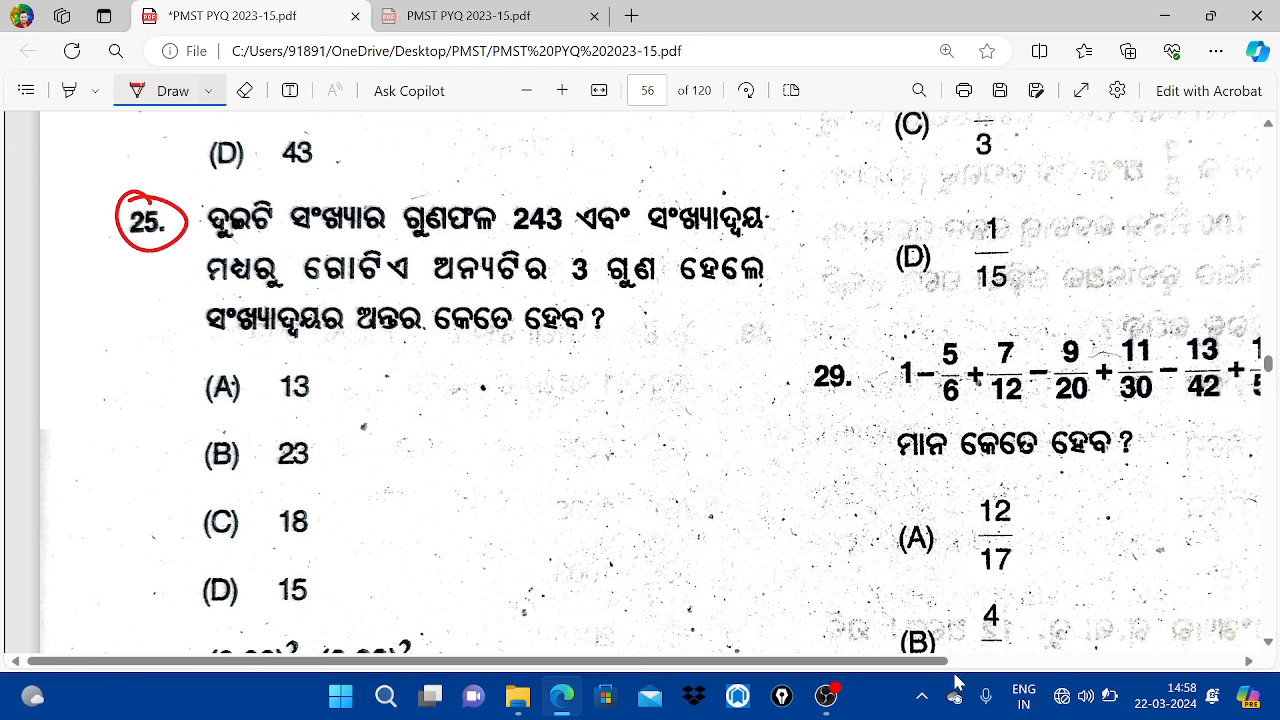 *PMST PYQ 2023-15.pdf
PMST PYQ 2023-15.pdf
File C:/Users/91891/OneDrive/Desktop/PMST/PMST%20PYQ%202023-15.pdf
Draw
Ask Copilot
56 of 120
Edit with Acrobat
(D) 43
25. ଦୁଇଟି ସଂଖ୍ୟାର ଗୁଣଫଳ 243 ଏବଂ ସଂଖ୍ୟାଦ୍ୱୟ
ମଧ୍ୟରୁ ଗୋଟିଏ ଅନ୍ୟଟିର 3 ଗୁଣ ହେଲେ
ସଂଖ୍ୟାଦ୍ୱୟର ଅନ୍ତର କେତେ ହେବ ?
(A) 13
(B) 23
(C) 18
(D) 15
(C) 3
(D) 1/15
29. 1 − 5/6 + 7/12 − 9/20 + 11/30 − 13/42 +
ମାନ କେତେ ହେବ ?
(A) 12/17
(B) 4
ENG
IN
14:58
22-03-2024
PRE